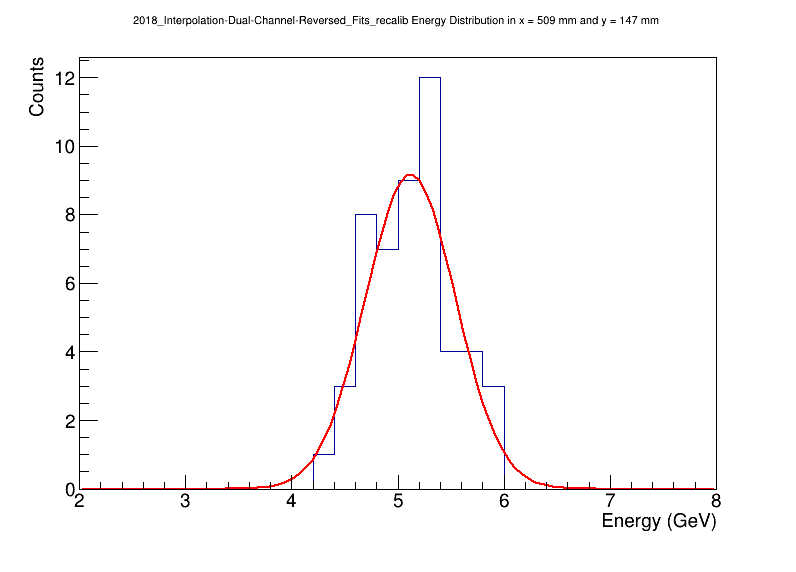 2018_Interpolation-Dual-Channel-Reversed_Fits_recalib Energy Distribution in x = 509 mm and y = 147 mm
Counts
12
10
8
6
4
2
0
2 3 4 5 6 7 8
Energy (GeV)